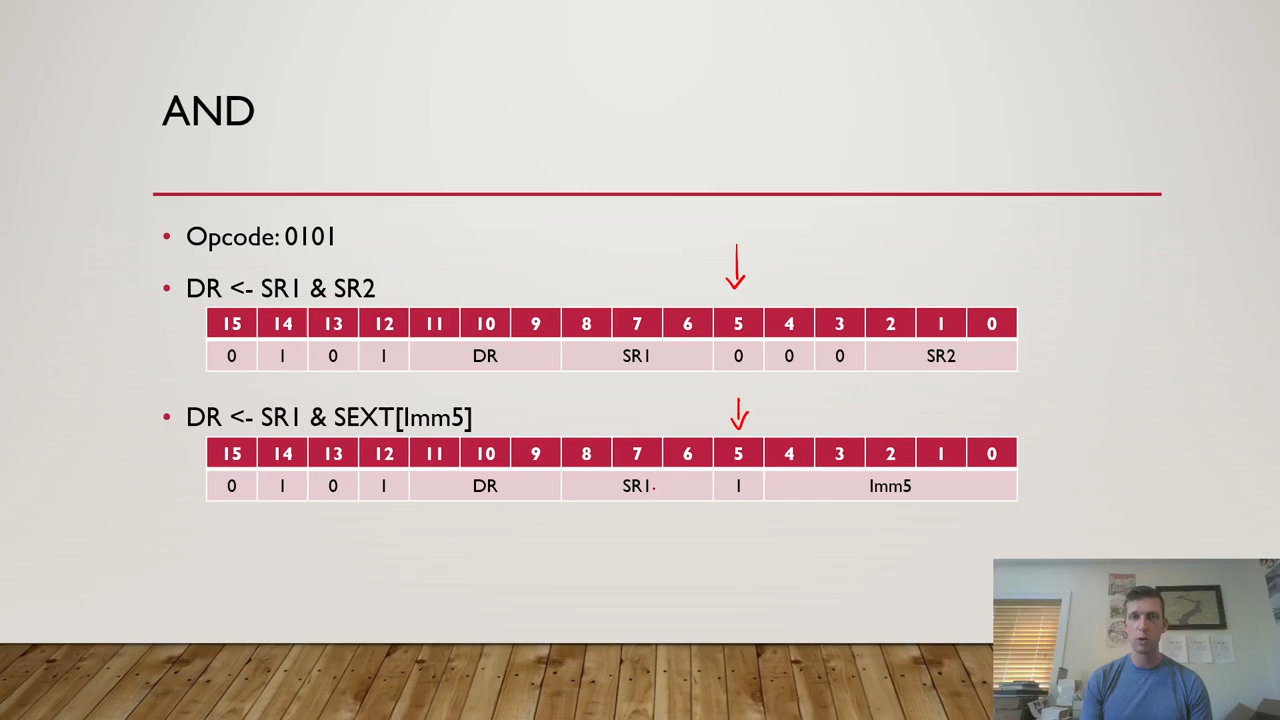 AND
• Opcode: 0101
• DR <- SR1 & SR2
15 14 13 12 11 10 9 8 7 6 5 4 3 2 1 0
0 1 0 1 DR SR1 0 0 0 SR2
• DR <- SR1 & SEXT[Imm5]
15 14 13 12 11 10 9 8 7 6 5 4 3 2 1 0
0 1 0 1 DR SR1 1 Imm5